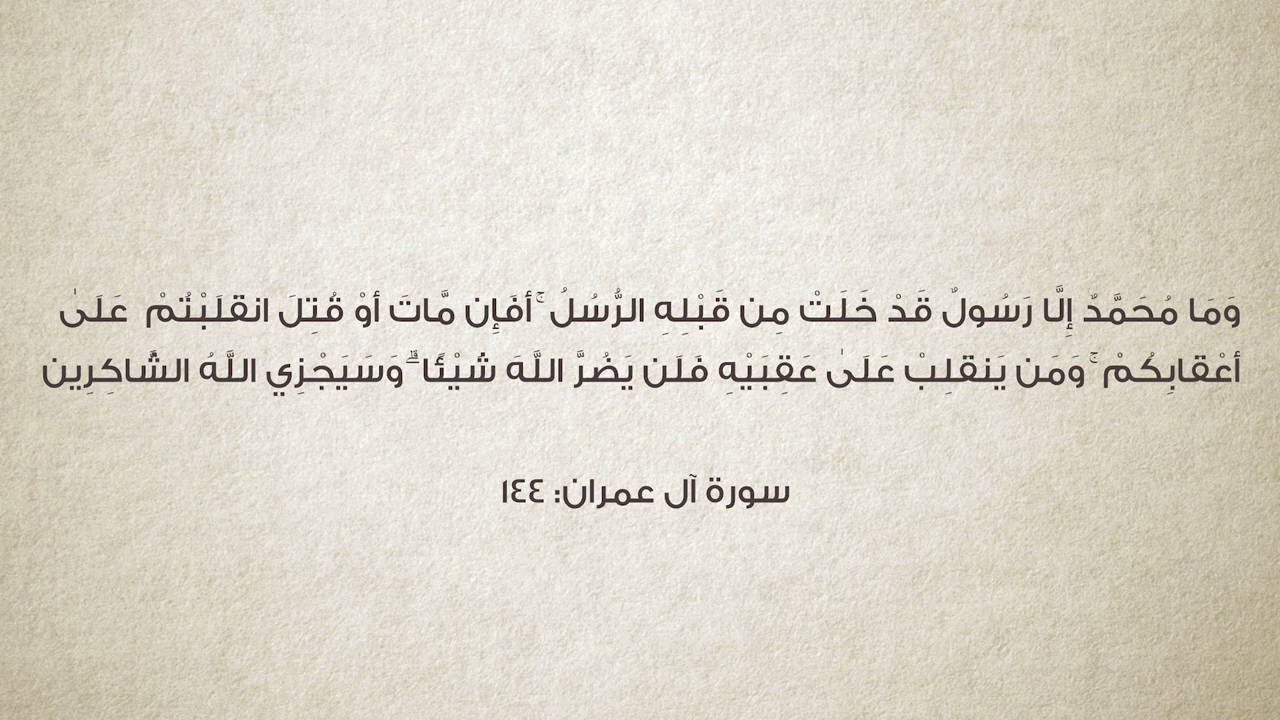 وَمَا مُحَمَّدٌ إِلَّا رَسُولٌ قَدْ خَلَتْ مِن قَبْلِهِ الرُّسُلُ ۚ أَفَإِن مَّاتَ أَوْ قُتِلَ انقَلَبْتُمْ عَلَىٰ
أَعْقَابِكُمْ ۚ وَمَن يَنقَلِبْ عَلَىٰ عَقِبَيْهِ فَلَن يَضُرَّ اللَّهَ شَيْئًا ۗ وَسَيَجْزِي اللَّهُ الشَّاكِرِين
سورة آل عمران: ١٤٤